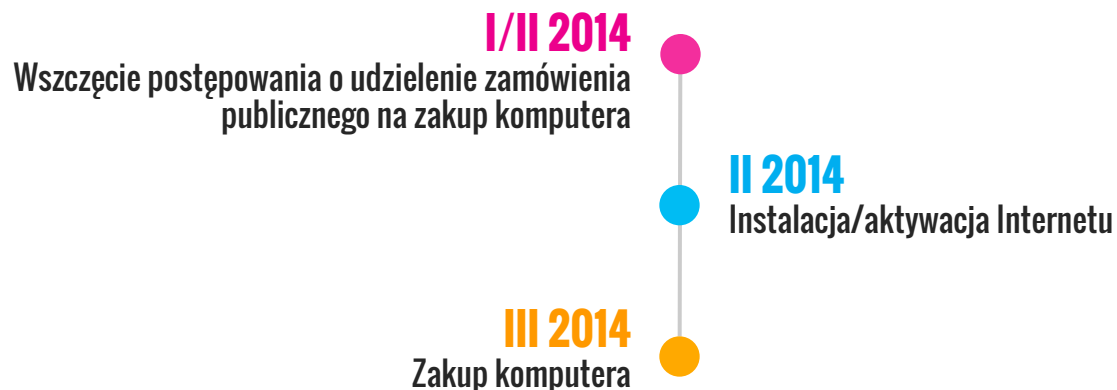 I/II 2014
Wszczęcie postępowania o udzielenie zamówienia
publicznego na zakup komputera
II 2014
Instalacja/aktywacja Internetu
III 2014
Zakup komputera